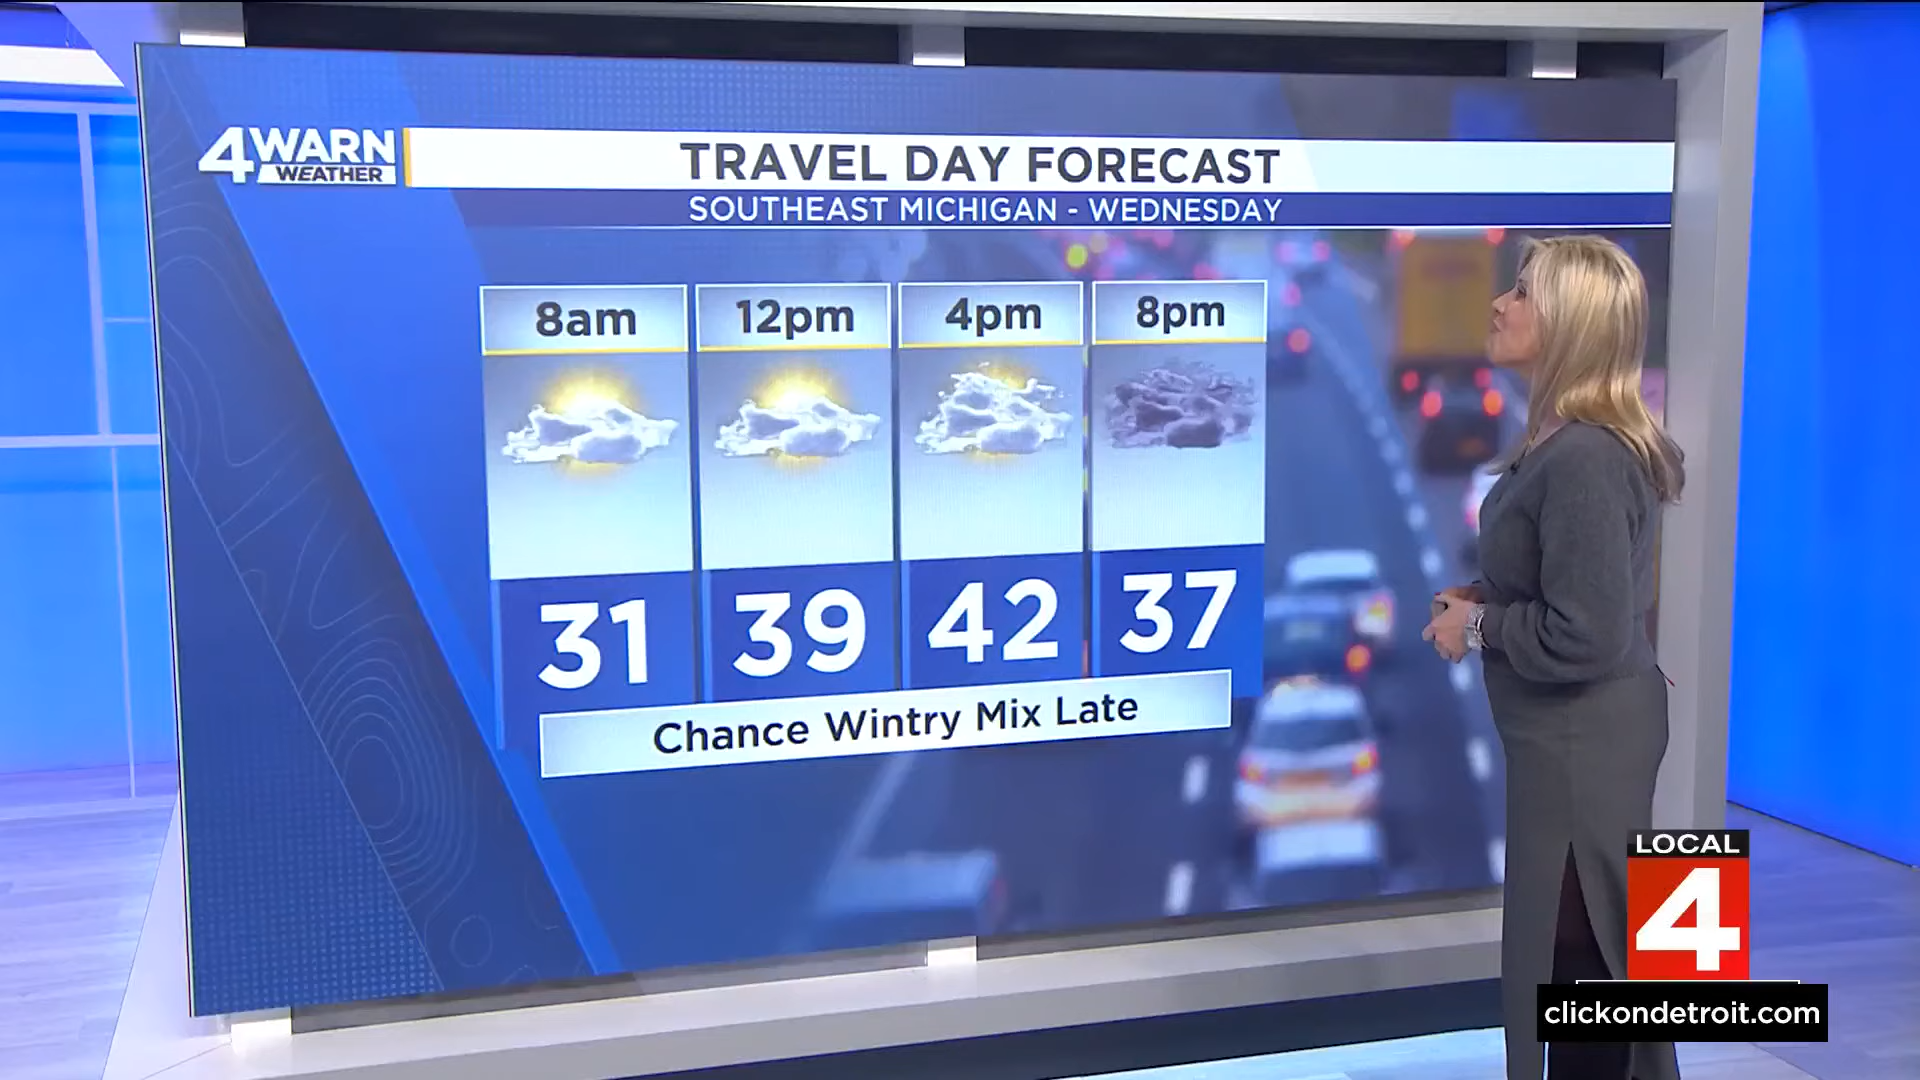 4WARN
WEATHER
TRAVEL DAY FORECAST
SOUTHEAST MICHIGAN - WEDNESDAY
8am 12pm 4pm 8pm
31 39 42 37
Chance Wintry Mix Late
LOCAL
4
clickondetroit.com